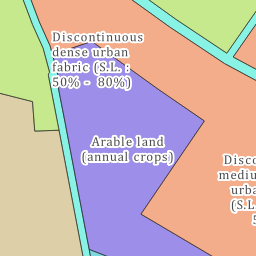 Discontinuous
dense urban
fabric (S.L. :
50% - 80%)
Arable land
(annual crops)
Disco
mediu
urba
(S.L.
5